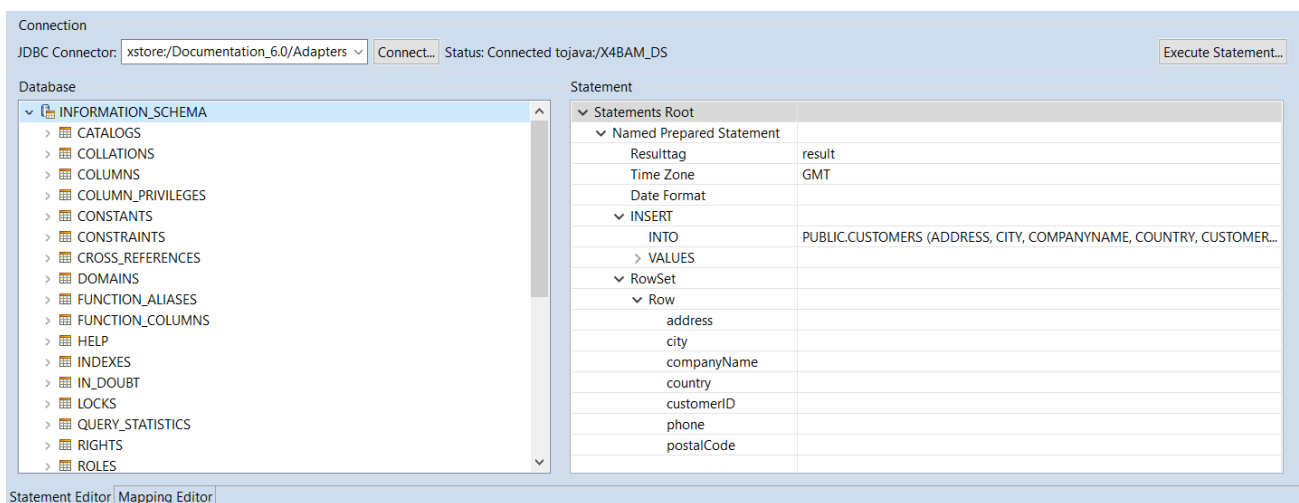 Connection
JDBC Connector: xstore:/Documentation_6.0/Adapters Connect... Status: Connected tojava:/X4BAM_DS Execute Statement...
Database
INFORMATION_SCHEMA
CATALOGS
COLLATIONS
COLUMNS
COLUMN_PRIVILEGES
CONSTANTS
CONSTRAINTS
CROSS_REFERENCES
DOMAINS
FUNCTION_ALIASES
FUNCTION_COLUMNS
HELP
INDEXES
IN_DOUBT
LOCKS
QUERY_STATISTICS
RIGHTS
ROLES
Statement
Statements Root
Named Prepared Statement
Resulttag result
Time Zone GMT
Date Format
INSERT
INTO PUBLIC.CUSTOMERS (ADDRESS, CITY, COMPANYNAME, COUNTRY, CUSTOMER...
VALUES
RowSet
Row
address
city
companyName
country
customerID
phone
postalCode
Statement Editor Mapping Editor